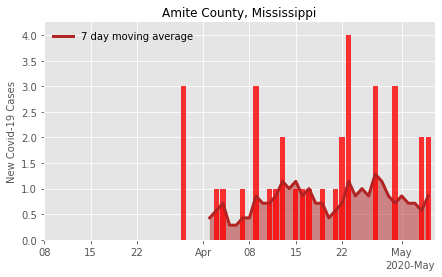 Amite County, Mississippi
7 day moving average
New Covid-19 Cases
4.0
3.5
3.0
2.5
2.0
1.5
1.0
0.5
0.0
08 15 22 Apr 08 15 22 May
2020-May